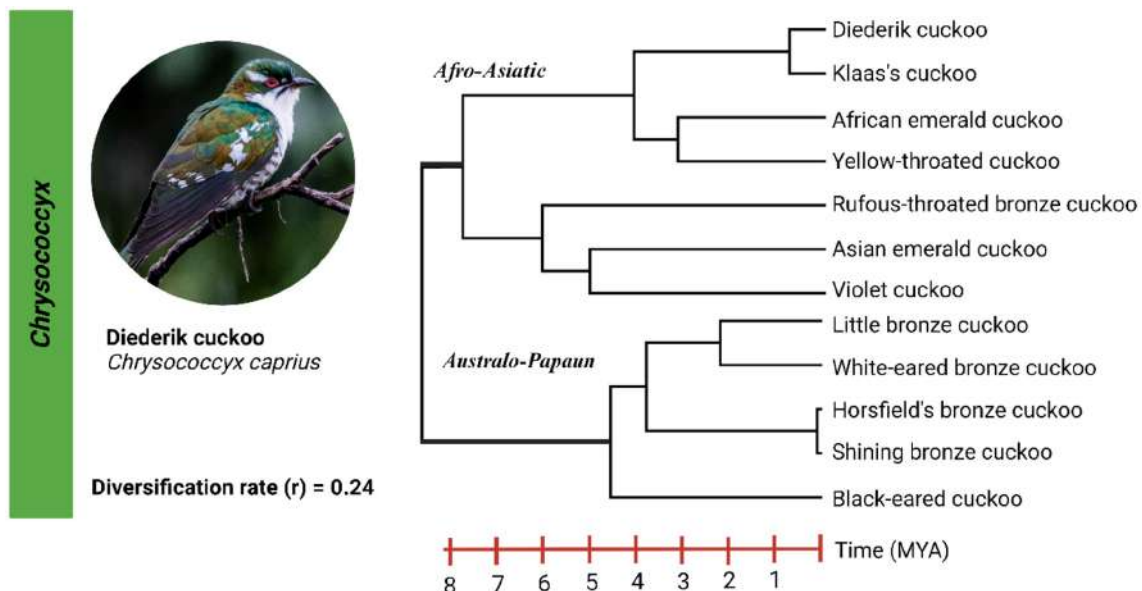 Chrysococcyx
Diederik cuckoo
Chrysococcyx caprius
Diversification rate (r) = 0.24
Afro-Asiatic
Australo-Papaun
Diederik cuckoo
Klaas's cuckoo
African emerald cuckoo
Yellow-throated cuckoo
Rufous-throated bronze cuckoo
Asian emerald cuckoo
Violet cuckoo
Little bronze cuckoo
White-eared bronze cuckoo
Horsfield's bronze cuckoo
Shining bronze cuckoo
Black-eared cuckoo
Time (MYA)
8 7 6 5 4 3 2 1